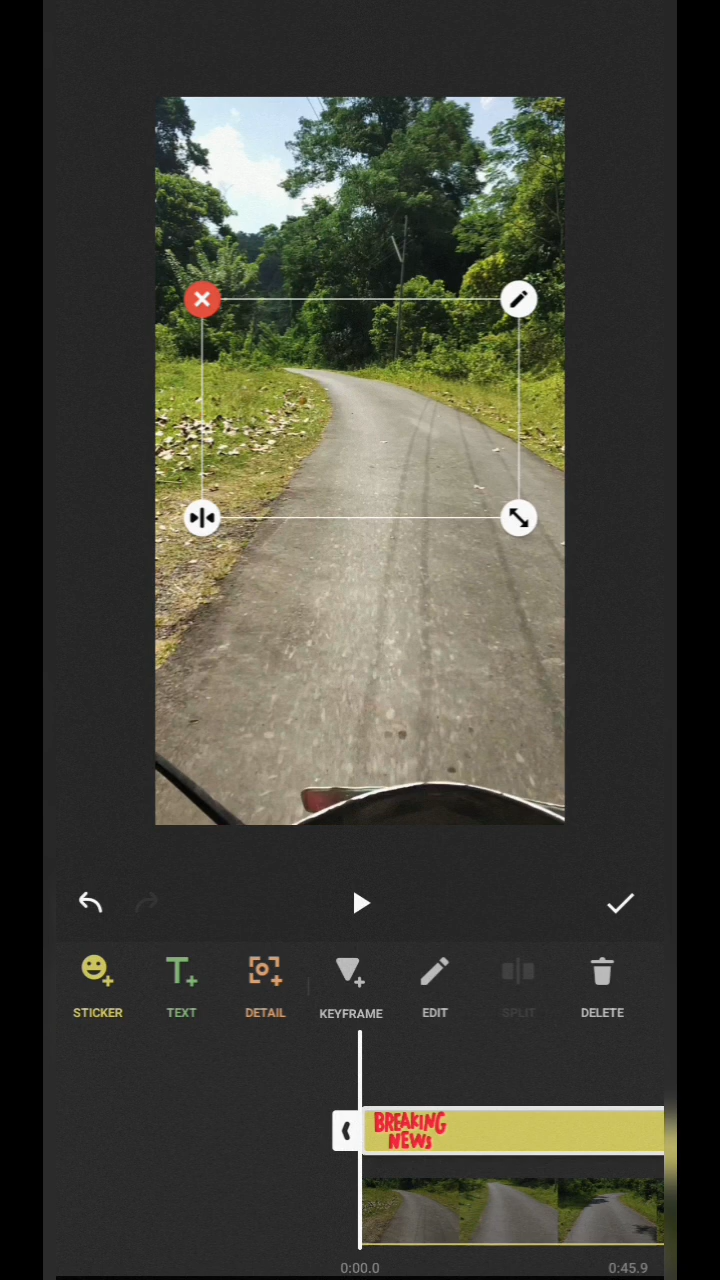 STICKER TEXT DETAIL KEYFRAME EDIT SPLIT DELETE
BREAKING
NEWS
0:00.0 0:45.9